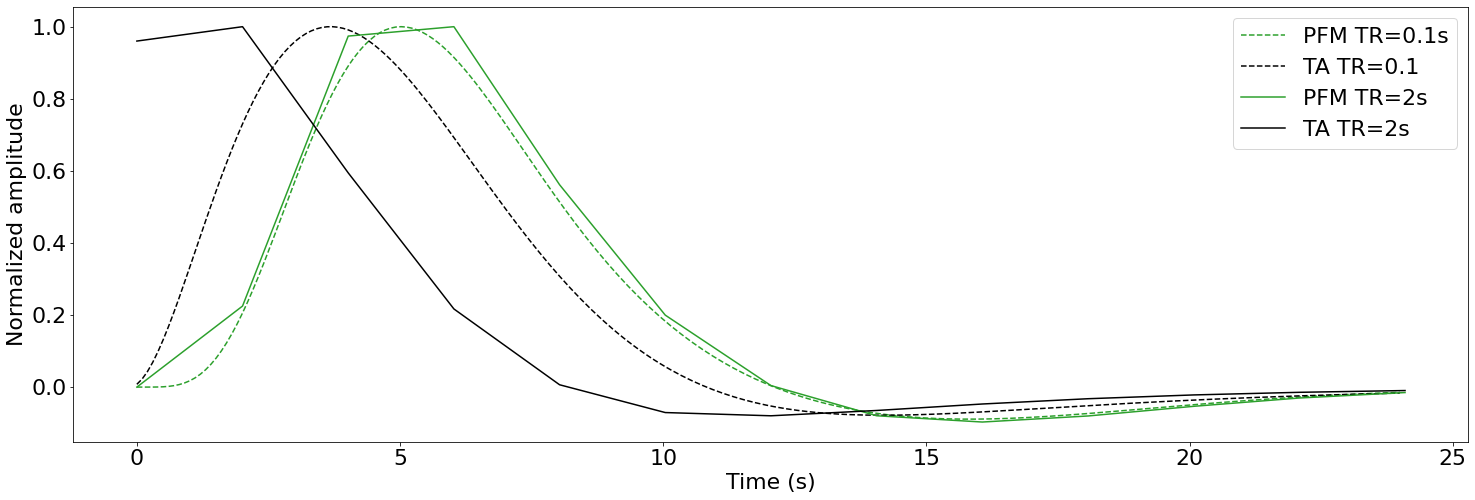 PFM TR=0.1s
TA TR=0.1
PFM TR=2s
TA TR=2s
Normalized amplitude
1.0
0.8
0.6
0.4
0.2
0.0
0 5 10 15 20 25
Time (s)